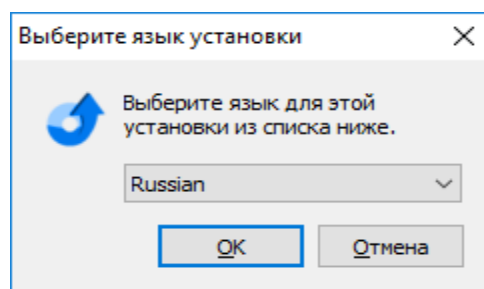 Выберите язык установки
Выберите язык для этой
установки из списка ниже.
Russian
OK
Отмена